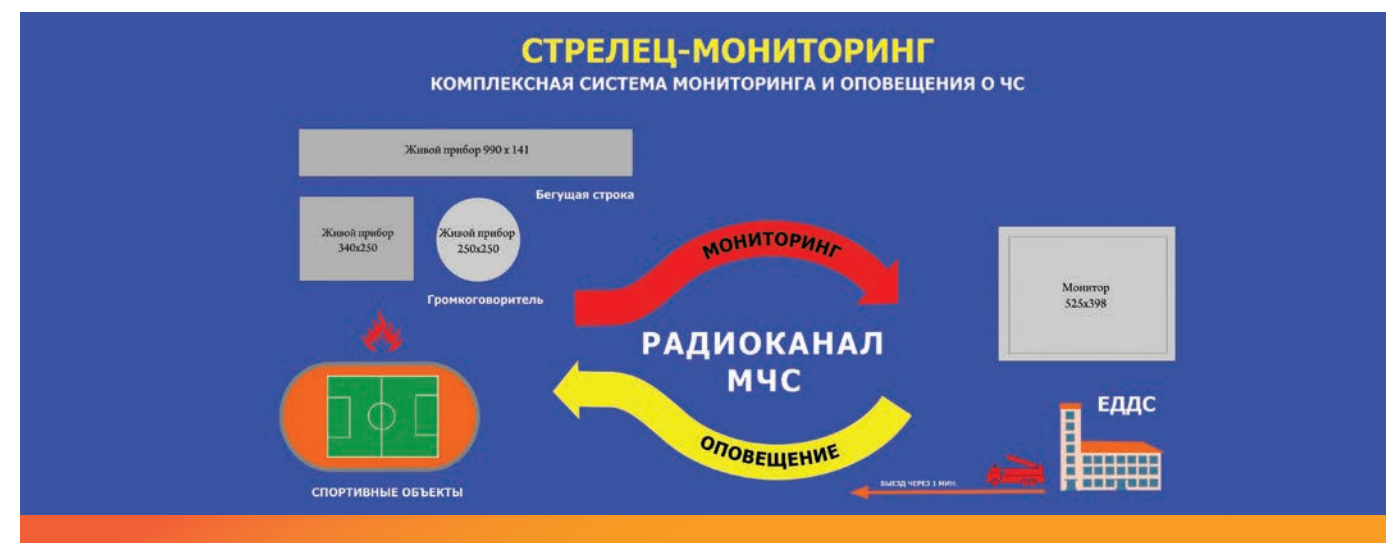 СТРЕЛЕЦ-МОНИТОРИНГ
КОМПЛЕКСНАЯ СИСТЕМА МОНИТОРИНГА И ОПОВЕЩЕНИЯ О ЧС
Живой прибор 990 х 141
Бегущая строка
Живой прибор
340х250
Живой прибор
250х250
Громкоговоритель
МОНИТОРИНГ
Монитор
525х398
РАДИОКАНАЛ
МЧС
ОПОВЕЩЕНИЕ
ЕДДС
ВЫЕЗД ЧЕРЕЗ 1 МИН.
СПОРТИВНЫЕ ОБЪЕКТЫ